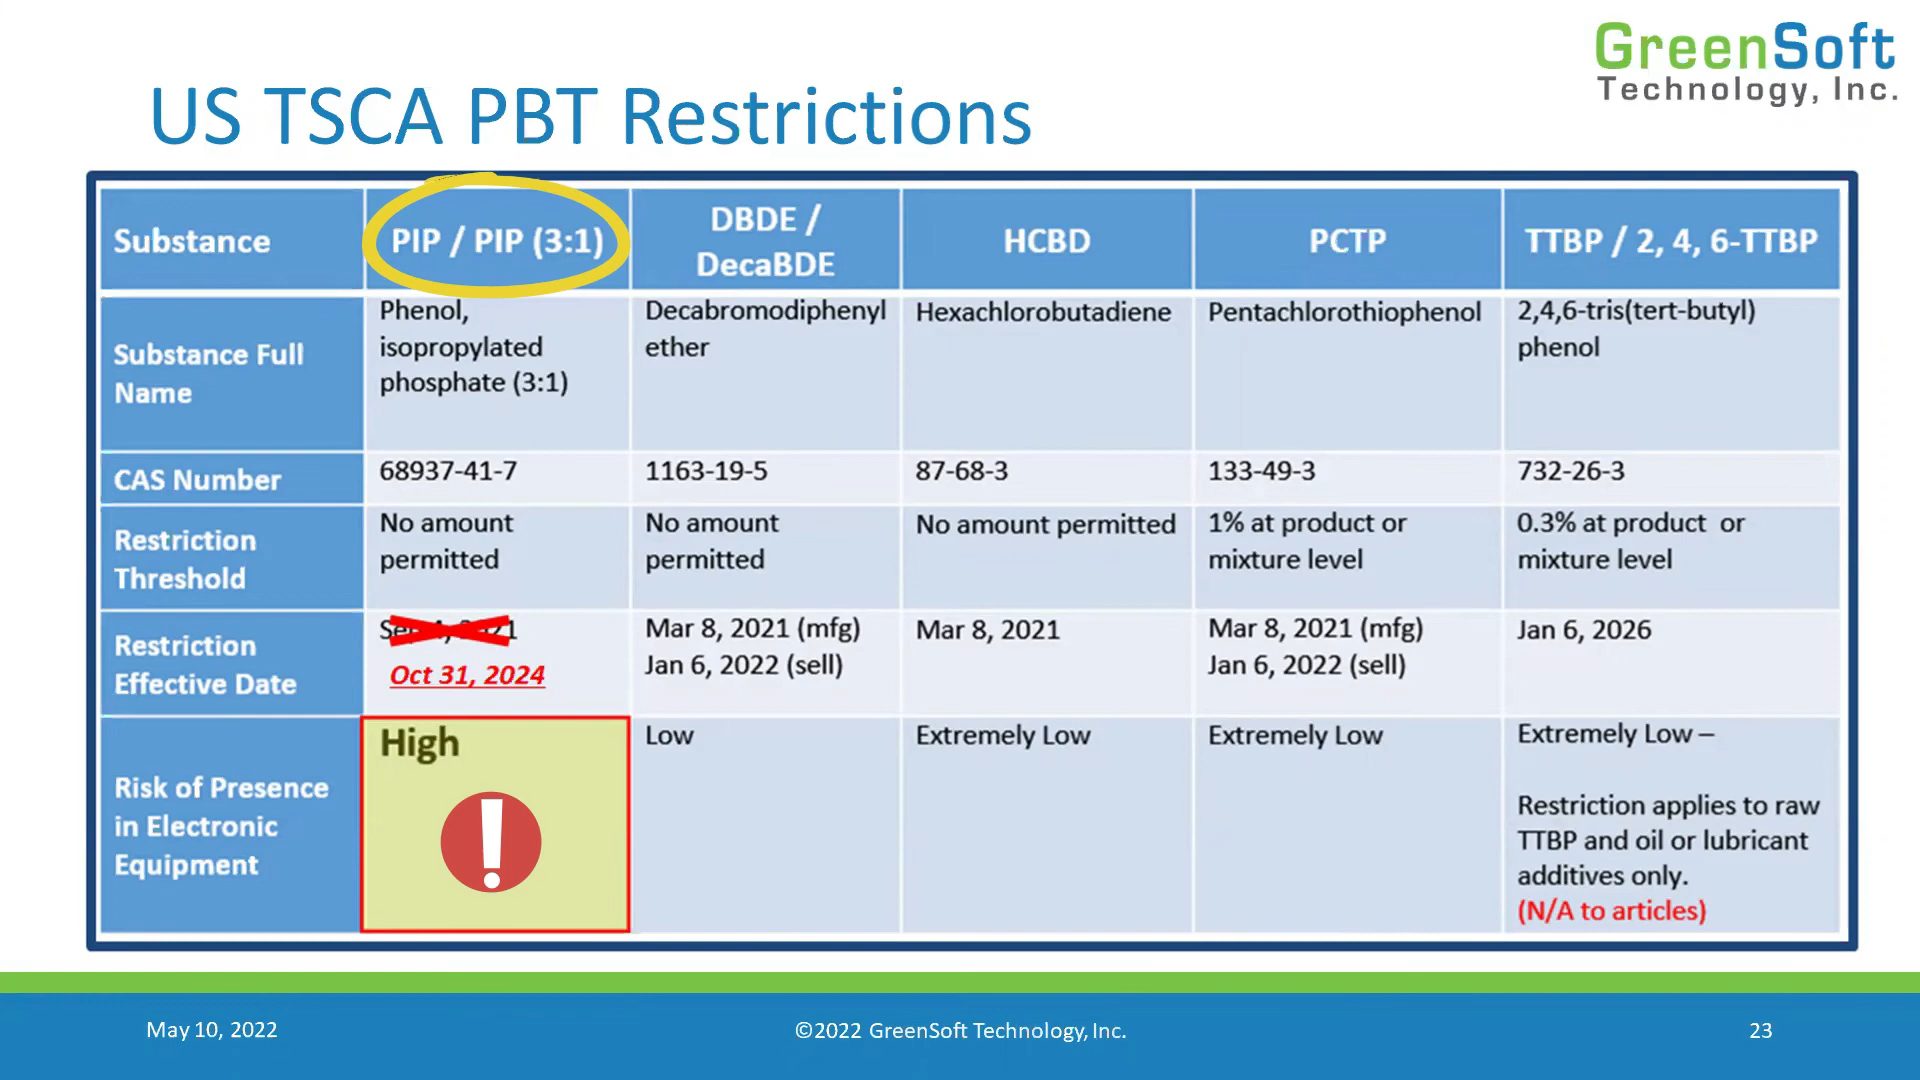 GreenSoft
Technology, Inc.
US TSCA PBT Restrictions
Substance
PIP / PIP (3:1)
DBDE /
DecaBDE
HCBD
PCTP
TTBP / 2, 4, 6-TTBP
Substance Full
Name
Phenol,
isopropylated
phosphate (3:1)
Decabromodiphenyl
ether
Hexachlorobutadiene
Pentachlorothiophenol
2,4,6-tris(tert-butyl)
phenol
CAS Number
68937-41-7
1163-19-5
87-68-3
133-49-3
732-26-3
Restriction
Threshold
No amount
permitted
No amount
permitted
No amount permitted
1% at product or
mixture level
0.3% at product or
mixture level
Restriction
Effective Date
Oct 31, 2024
Mar 8, 2021 (mfg)
Jan 6, 2022 (sell)
Mar 8, 2021
Mar 8, 2021 (mfg)
Jan 6, 2022 (sell)
Jan 6, 2026
Risk of Presence
in Electronic
Equipment
High
Low
Extremely Low
Extremely Low
Extremely Low –
Restriction applies to raw
TTBP and oil or lubricant
additives only.
(N/A to articles)
May 10, 2022
©2022 GreenSoft Technology, Inc.
23